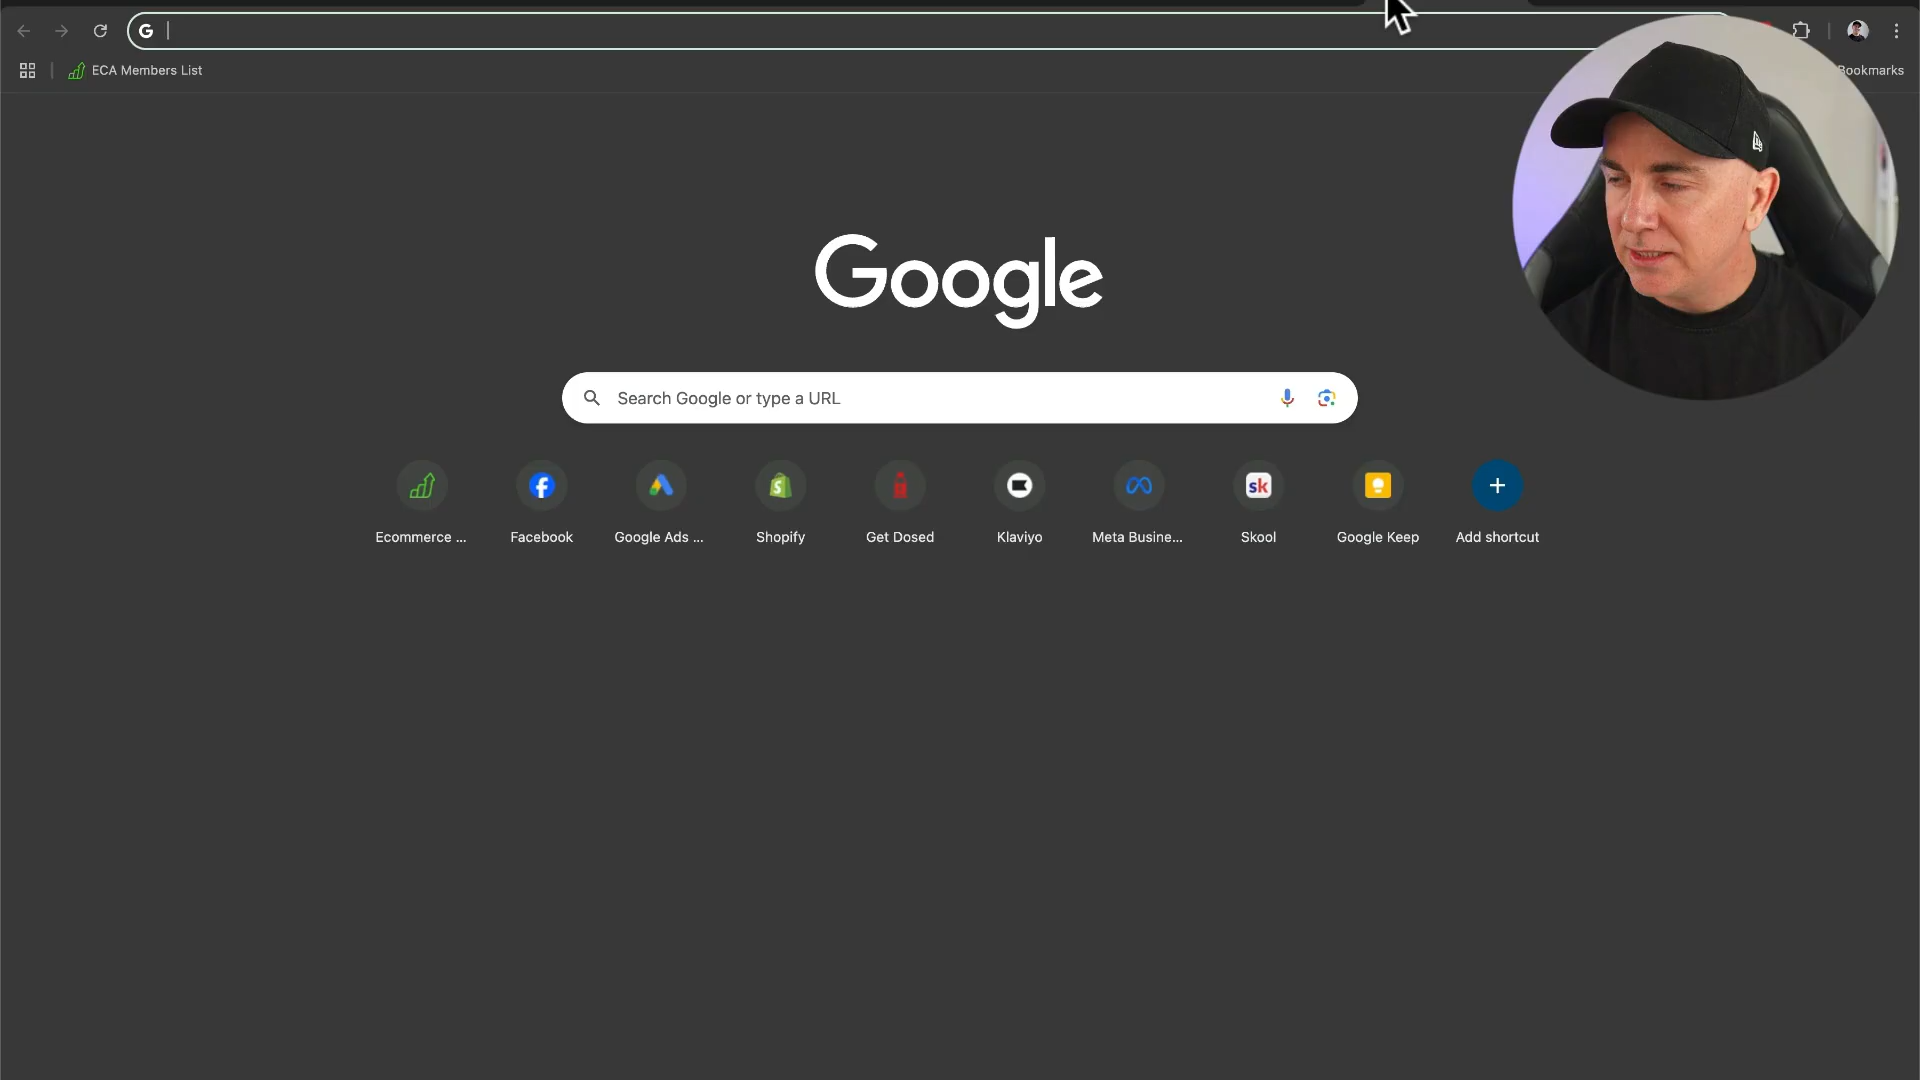 ECA Members List
Bookmarks
Google
Search Google or type a URL
Ecommerce ...
Facebook
Google Ads ...
Shopify
Get Dosed
Klaviyo
Meta Busine...
sk
Skool
Google Keep
Add shortcut